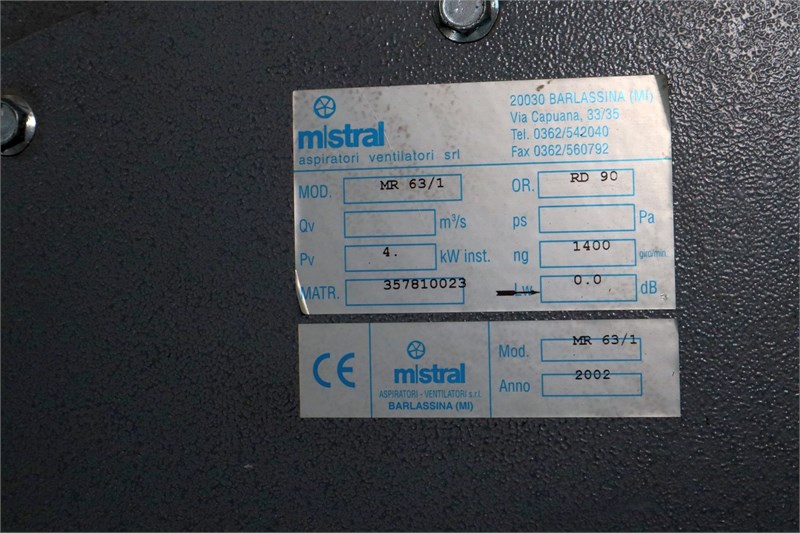 mistral
aspiratori ventilatori srl
20030 BARLASSINA (MI)
Via Capuana, 33/35
Tel. 0362/542040
Fax 0362/560792
MOD. MR 63/1 OR. RD 90
Qv m³/s ps Pa
Pv 4. kW inst. ng 1400 giri/min.
MATR. 357810023 Lw 0.0 dB
CE
mistral
ASPIRATORI - VENTILATORI s.r.l
BARLASSINA (MI)
Mod. MR 63/1
Anno 2002